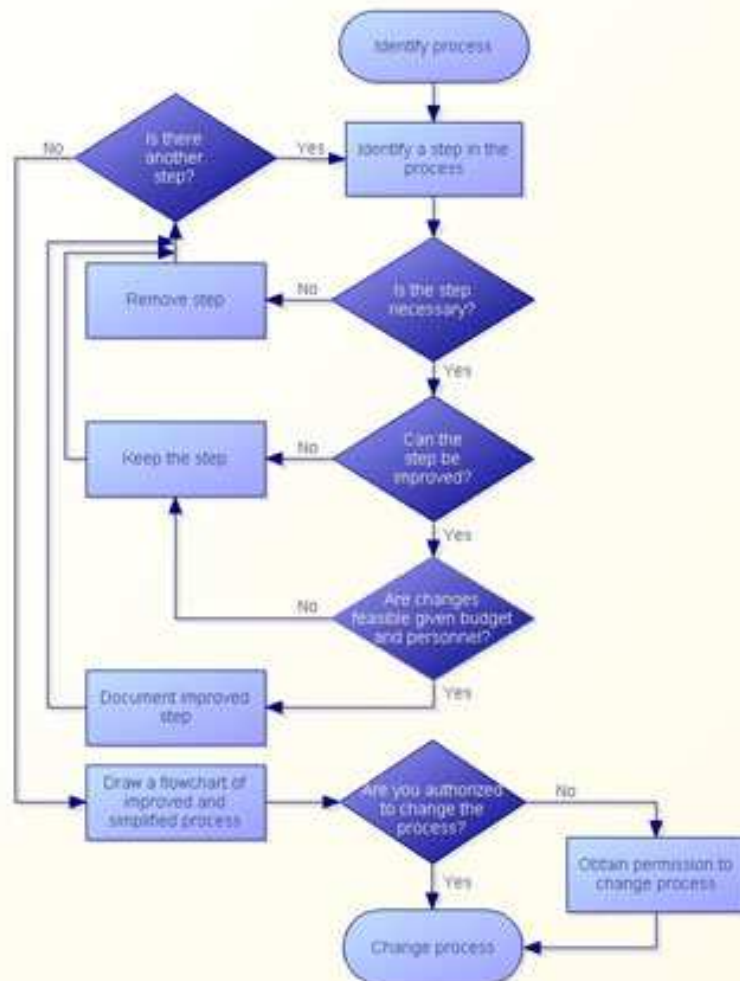 Identify process
No
Is there
another
step?
Yes
Identify a step in the
process
Remove step
No
Is the step
necessary?
Yes
Keep the step
No
Can the
step be
improved?
Yes
No
Are changes
feasible given budget
and personnel?
Yes
Document improved
step
Draw a flowchart of
improved and
simplified process
Are you authorized
to change the
process?
No
Obtain permission to
change process
Yes
Change process